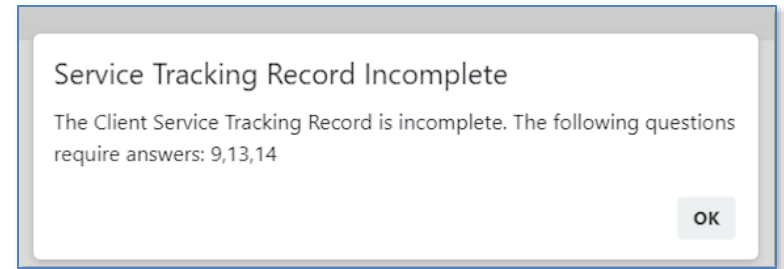 Service Tracking Record Incomplete
The Client Service Tracking Record is incomplete. The following questions
require answers: 9,13,14
OK